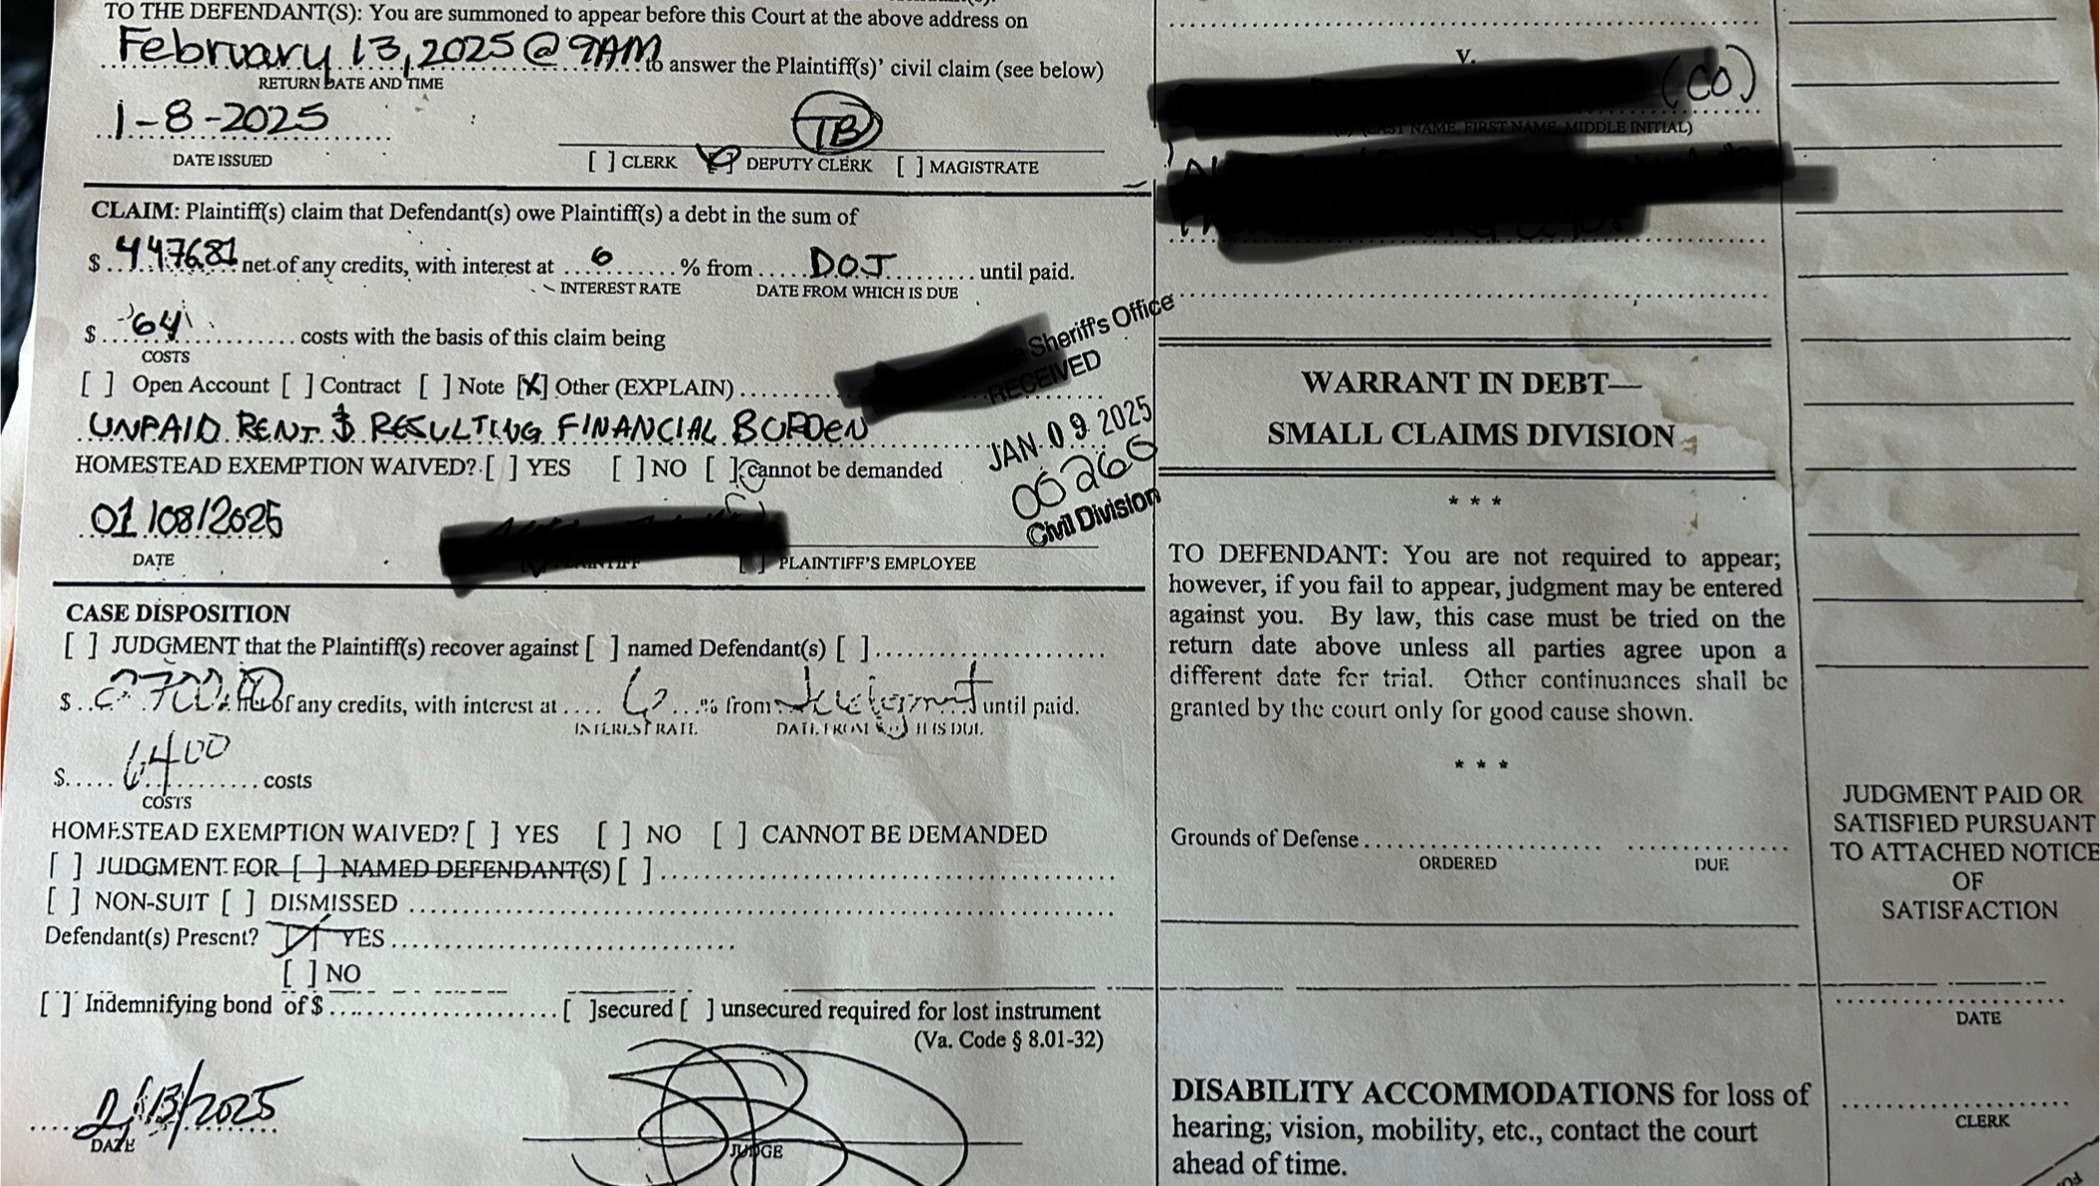 TO THE DEFENDANT(S): You are summoned to appear before this Court at the above address on
February 13, 2025 @ 9AM to answer the Plaintiff(s)' civil claim (see below)
RETURN DATE AND TIME
1-8-2025
TB
DATE ISSUED
[ ] CLERK [ ] DEPUTY CLERK [ ] MAGISTRATE
CLAIM: Plaintiff(s) claim that Defendant(s) owe Plaintiff(s) a debt in the sum of
$ 4476.81 net of any credits, with interest at 6 % from DOJ until paid.
INTEREST RATE DATE FROM WHICH IS DUE
$ 64 costs with the basis of this claim being
COSTS
[ ] Open Account [ ] Contract [ ] Note [X] Other (EXPLAIN)
UNPAID RENT & RESULTING FINANCIAL BURDEN
HOMESTEAD EXEMPTION WAIVED? [ ] YES [ ] NO [ ] cannot be demanded
01/08/2025
DATE
[ ] PLAINTIFF'S EMPLOYEE
Sheriff's Office
RECEIVED
JAN 09 2025
Civil Division
CASE DISPOSITION
[ ] JUDGMENT that the Plaintiff(s) recover against [ ] named Defendant(s) [ ]
$ of any credits, with interest at 6 % from Judgment until paid.
INTEREST RATE DATE FROM WHICH IS DUE
$ 6400 costs
COSTS
HOMESTEAD EXEMPTION WAIVED? [ ] YES [ ] NO [ ] CANNOT BE DEMANDED
[ ] JUDGMENT FOR [ ] NAMED DEFENDANT(S) [ ]
[ ] NON-SUIT [ ] DISMISSED
Defendant(s) Present? YES
[ ] NO
[ ] Indemnifying bond of $ [ ] secured [ ] unsecured required for lost instrument
(Va. Code § 8.01-32)
2/13/2025
DATE
JUDGE
v.
(CO)
(LAST NAME, FIRST NAME, MIDDLE INITIAL)
WARRANT IN DEBT—
SMALL CLAIMS DIVISION
* * *
TO DEFENDANT: You are not required to appear;
however, if you fail to appear, judgment may be entered
against you. By law, this case must be tried on the
return date above unless all parties agree upon a
different date for trial. Other continuances shall be
granted by the court only for good cause shown.
* * *
Grounds of Defense
ORDERED DUE
DISABILITY ACCOMMODATIONS for loss of
hearing, vision, mobility, etc., contact the court
ahead of time.
JUDGMENT PAID OR
SATISFIED PURSUANT
TO ATTACHED NOTICE
OF
SATISFACTION
DATE
CLERK